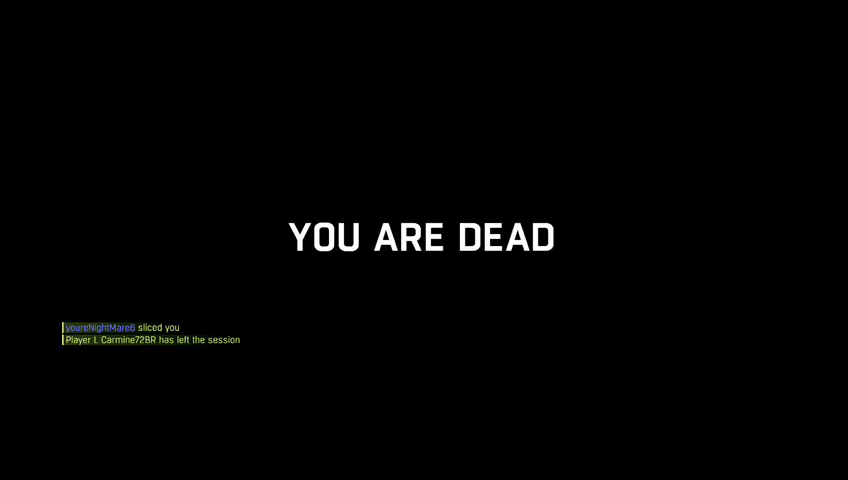 YOU ARE DEAD
youreNightMare6 sliced you
Player L Carmine72BR has left the session